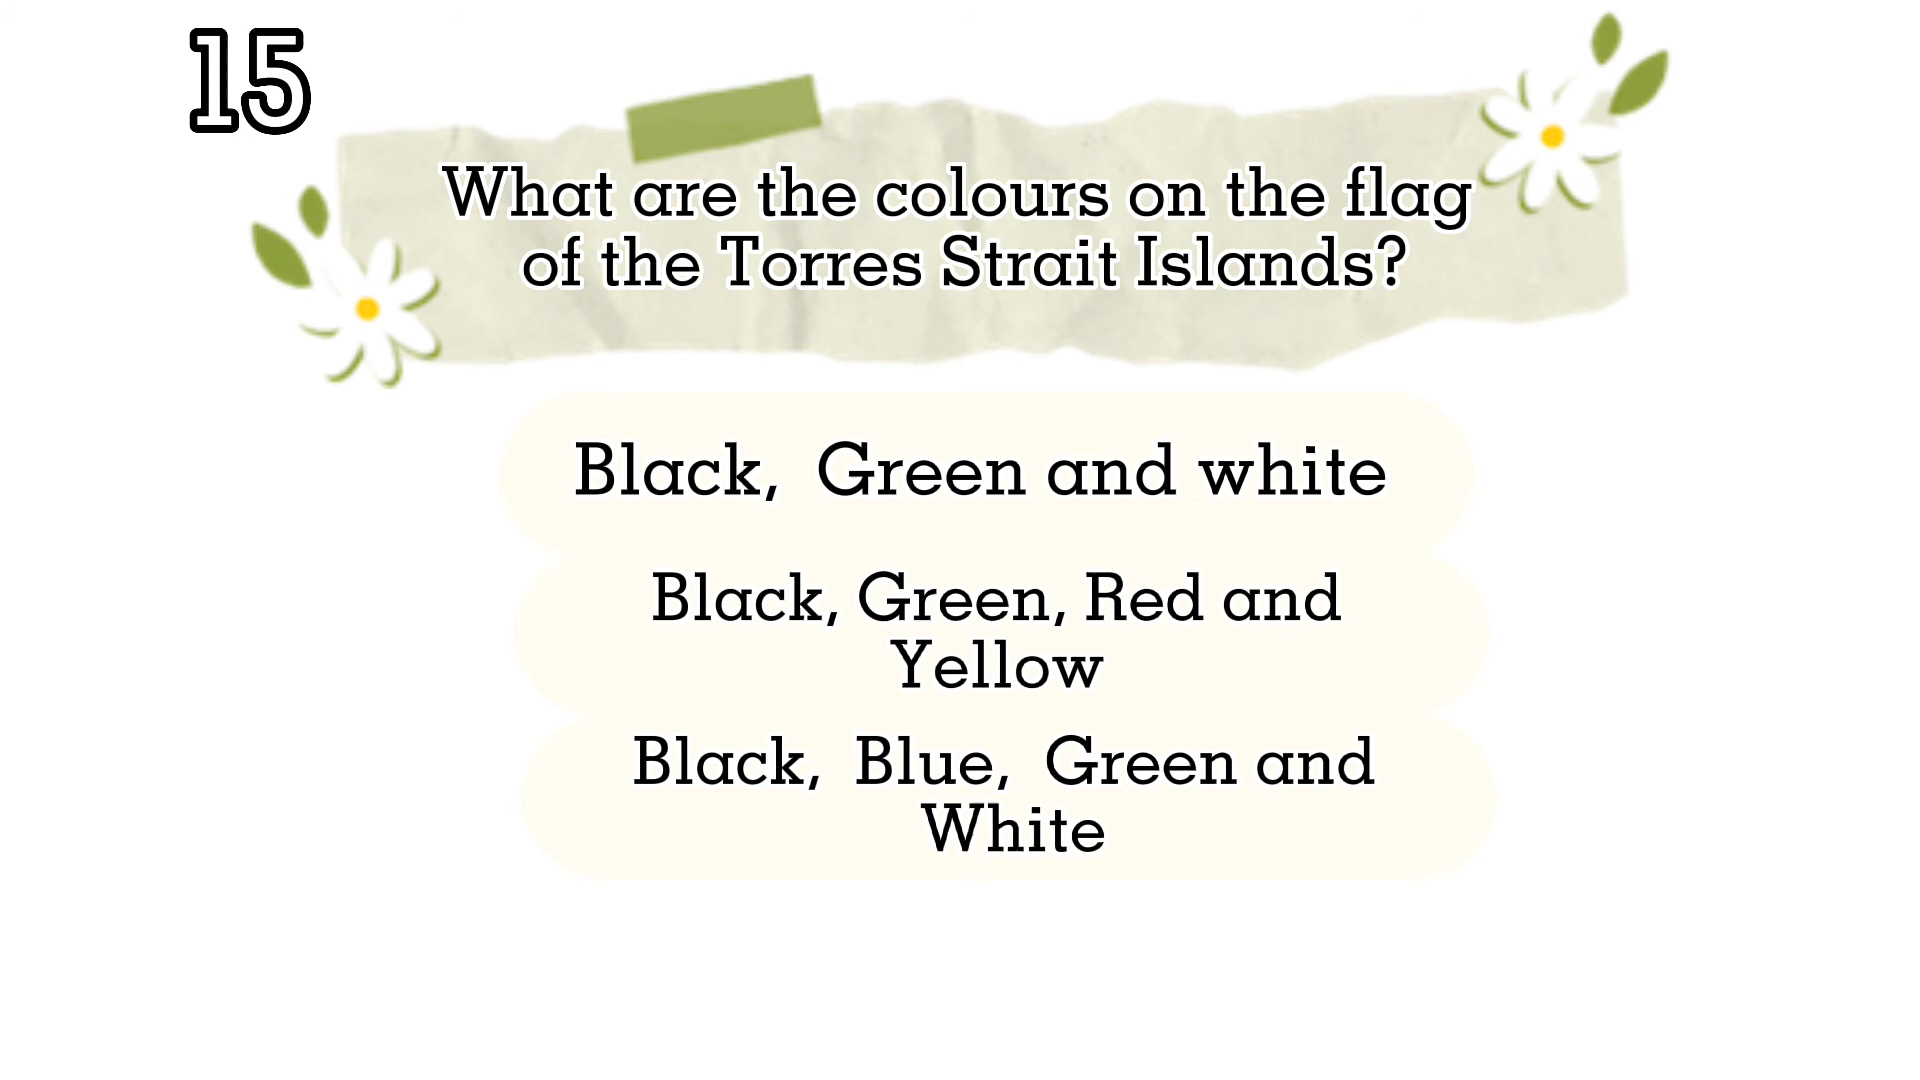 15
What are the colours on the flag
of the Torres Strait Islands?
Black, Green and white
Black, Green, Red and
Yellow
Black, Blue, Green and
White